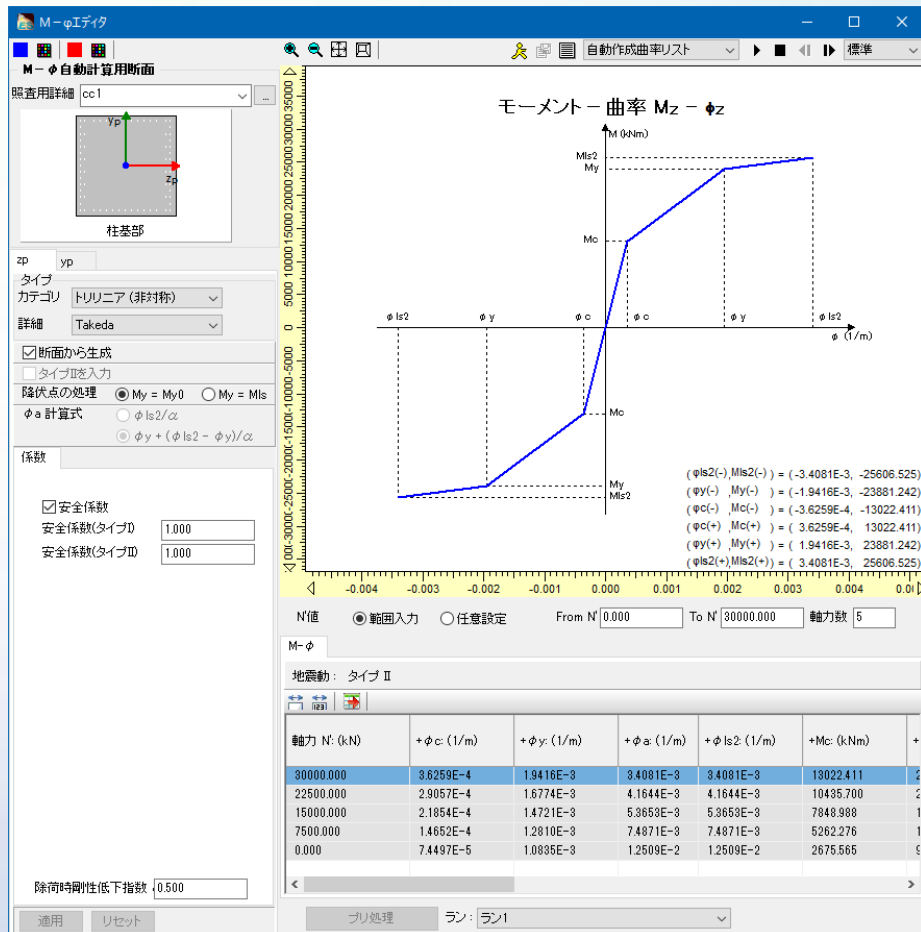 M-φエディタ
M-φ自動計算用断面
照査用詳細 cc1 ...
yp
zp
柱基部
zp yp
タイプ
カテゴリ トリリニア (非対称)
詳細 Takeda
断面から生成
タイプIIを入力
降伏点の処理 My = My0 My = Mls
φa 計算式 φls2/α
φy + (φls2 - φy)/α
係数
安全係数
安全係数(タイプI) 1.000
安全係数(タイプII) 1.000
除荷時剛性低下指数 0.500
適用 リセット
自動作成曲率リスト 標準
モーメント-曲率 Mz - φz
M (kNm)
Mls2
My
Mc
φls2 φy φc φc φy φls2
φ (1/m)
Mc
My
Mls2
35000
30000
25000
20000
15000
10000
5000
0
-5000
-10000
-15000
-20000
-25000
-30000
(φls2(-),Mls2(-)) = (-3.4081E-3, -25606.525)
(φy(-) ,My(-) ) = (-1.9416E-3, -23881.242)
(φc(-) ,Mc(-) ) = (-3.6259E-4, -13022.411)
(φc(+) ,Mc(+) ) = ( 3.6259E-4, 13022.411)
(φy(+) ,My(+) ) = ( 1.9416E-3, 23881.242)
(φls2(+),Mls2(+)) = ( 3.4081E-3, 25606.525)
-0.004 -0.003 -0.002 -0.001 0.000 0.001 0.002 0.003 0.004
N'値 範囲入力 任意設定 From N' 0.000 To N' 30000.000 軸力数 5
M-φ
地震動: タイプ II
軸力 N': (kN) +φc: (1/m) +φy: (1/m) +φa: (1/m) +φls2: (1/m) +Mc: (kNm)
30000.000 3.6259E-4 1.9416E-3 3.4081E-3 3.4081E-3 13022.411
22500.000 2.9057E-4 1.6774E-3 4.1644E-3 4.1644E-3 10435.700
15000.000 2.1854E-4 1.4721E-3 5.3653E-3 5.3653E-3 7848.988
7500.000 1.4652E-4 1.2810E-3 7.4871E-3 7.4871E-3 5262.276
0.000 7.4497E-5 1.0835E-3 1.2509E-2 1.2509E-2 2675.565
プリ処理 ラン: ラン1